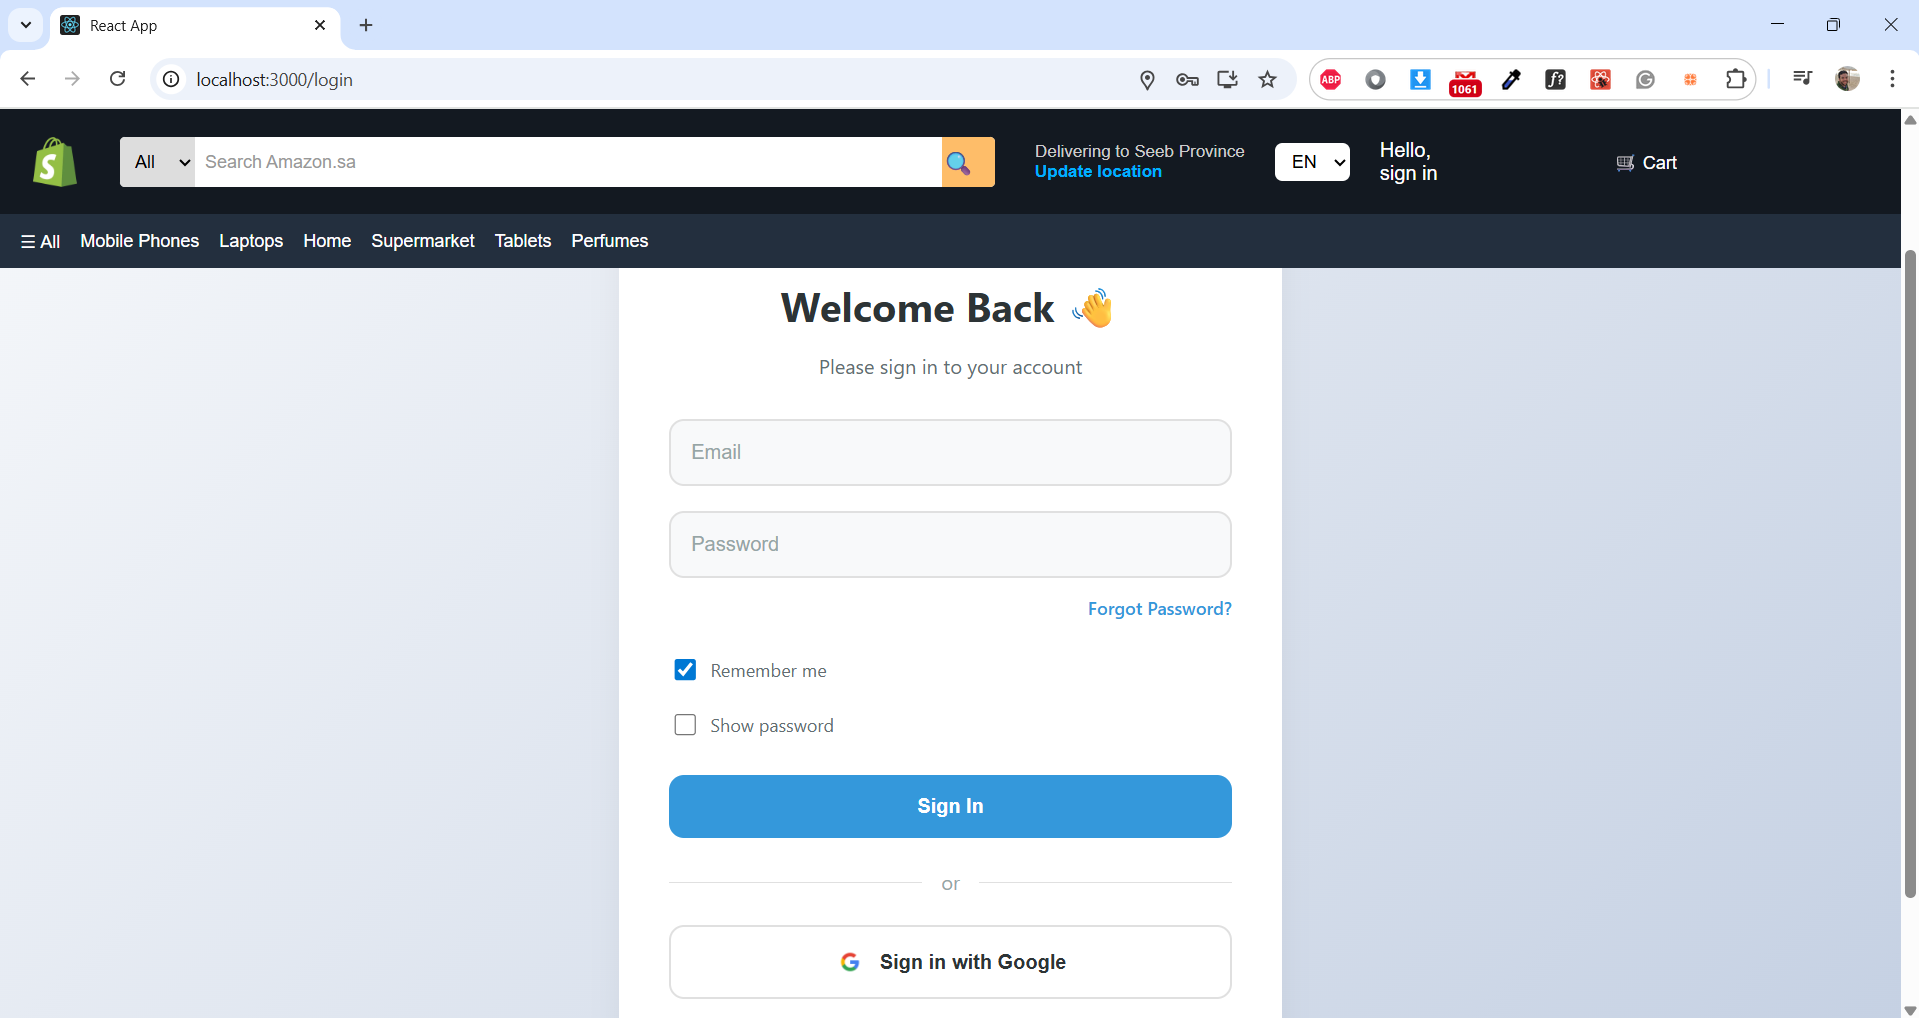 React App
localhost:3000/login
ABP
1061
f?
S
All
Search Amazon.sa
Delivering to Seeb Province
Update location
EN
Hello,
sign in
Cart
☰ All Mobile Phones Laptops Home Supermarket Tablets Perfumes
Welcome Back 👋
Please sign in to your account
Email
Password
Forgot Password?
Remember me
Show password
Sign In
or
G Sign in with Google